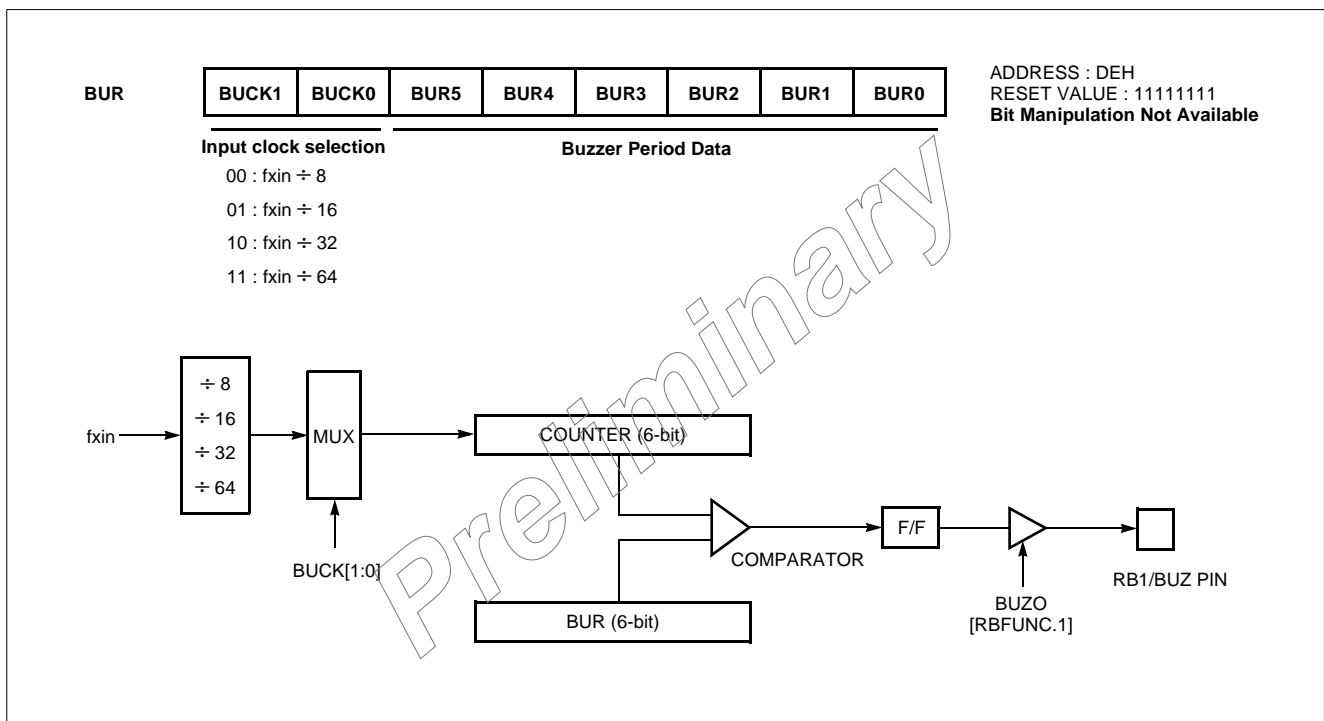 BUR
BUCK1 BUCK0 BUR5 BUR4 BUR3 BUR2 BUR1 BUR0
ADDRESS : DEH
RESET VALUE : 11111111
Bit Manipulation Not Available
Input clock selection
00 : fxin ÷ 8
01 : fxin ÷ 16
10 : fxin ÷ 32
11 : fxin ÷ 64
Buzzer Period Data
Preliminary
fxin
÷ 8
÷ 16
÷ 32
÷ 64
MUX
BUCK[1:0]
COUNTER (6-bit)
BUR (6-bit)
COMPARATOR
F/F
BUZO
[RBFUNC.1]
RB1/BUZ PIN